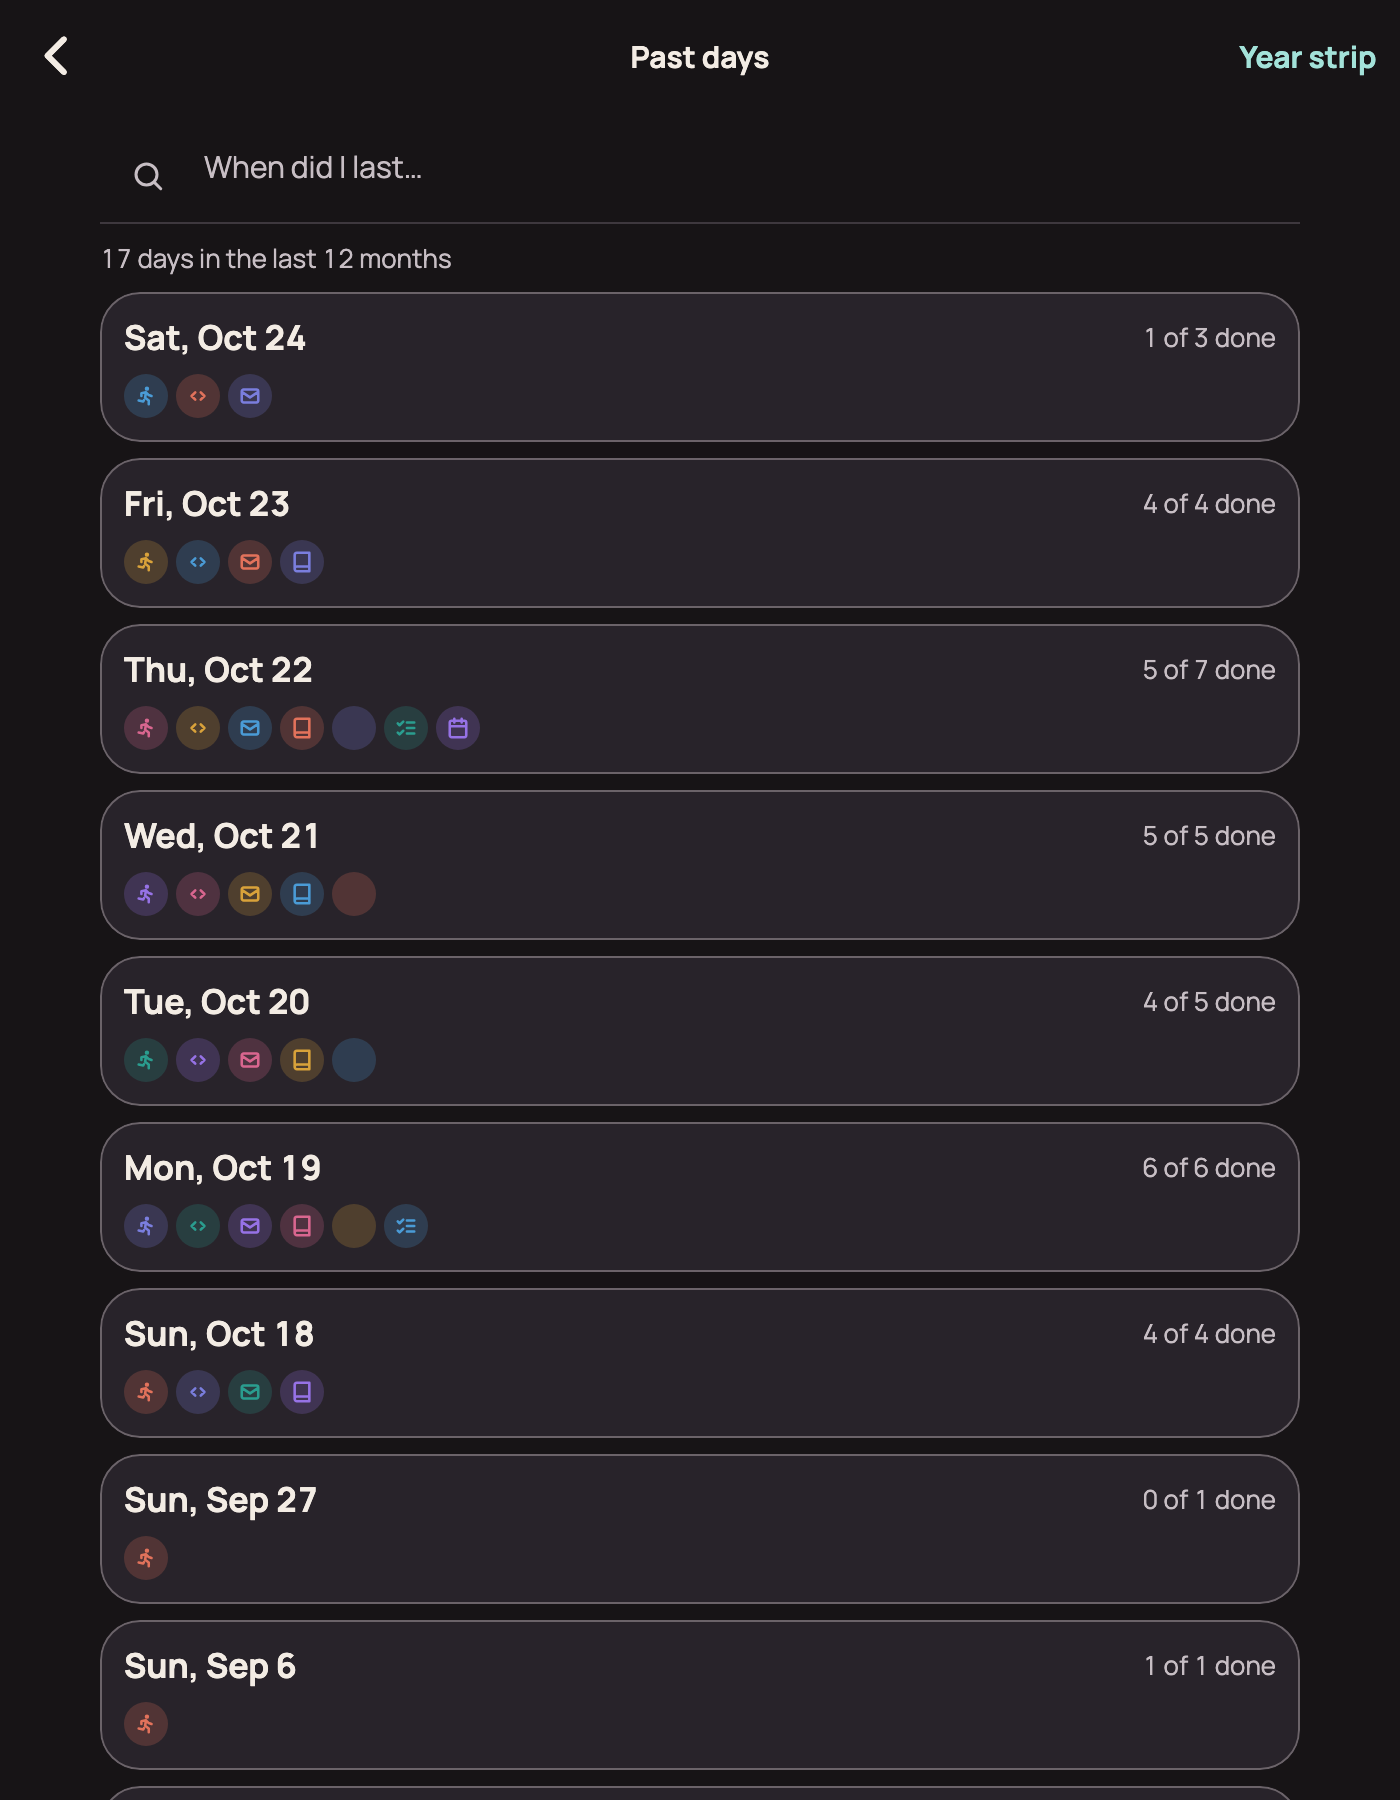 Past days
Year strip
When did I last...
17 days in the last 12 months
Sat, Oct 24
1 of 3 done
Fri, Oct 23
4 of 4 done
Thu, Oct 22
5 of 7 done
Wed, Oct 21
5 of 5 done
Tue, Oct 20
4 of 5 done
Mon, Oct 19
6 of 6 done
Sun, Oct 18
4 of 4 done
Sun, Sep 27
0 of 1 done
Sun, Sep 6
1 of 1 done